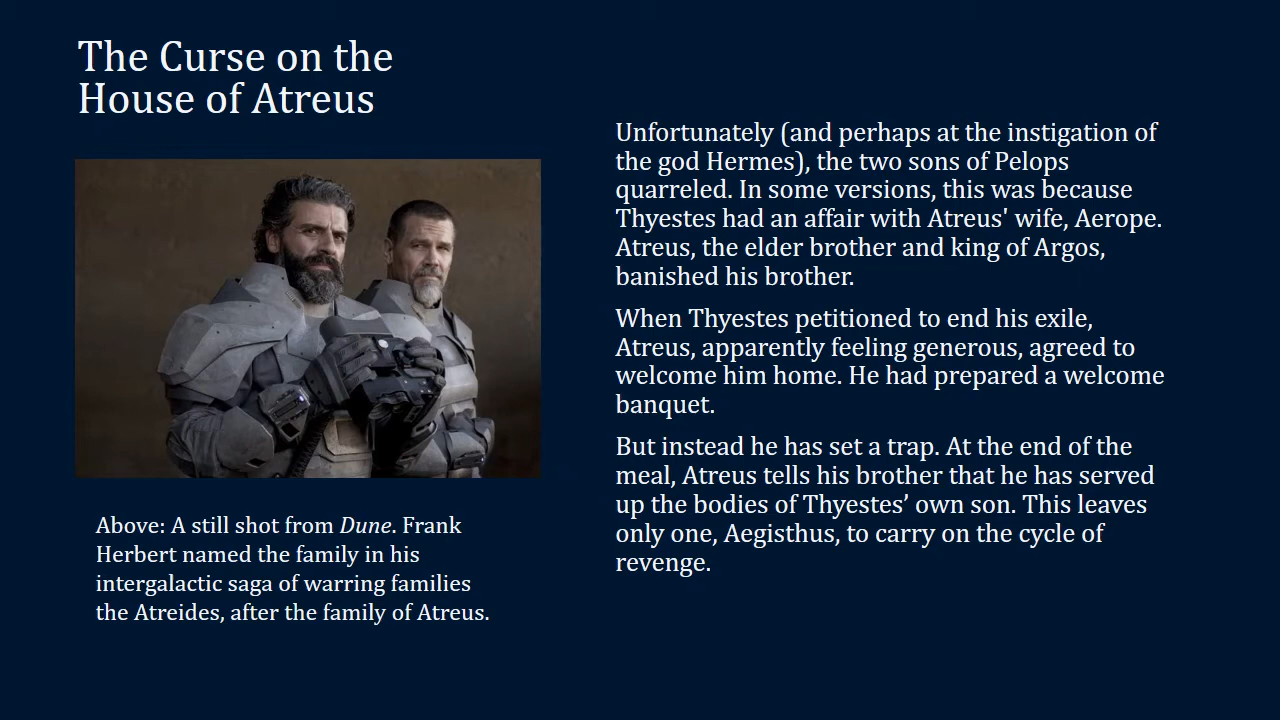 The Curse on the
House of Atreus
Unfortunately (and perhaps at the instigation of
the god Hermes), the two sons of Pelops
quarreled. In some versions, this was because
Thyestes had an affair with Atreus' wife, Aerope.
Atreus, the elder brother and king of Argos,
banished his brother.
When Thyestes petitioned to end his exile,
Atreus, apparently feeling generous, agreed to
welcome him home. He had prepared a welcome
banquet.
But instead he has set a trap. At the end of the
meal, Atreus tells his brother that he has served
up the bodies of Thyestes’ own son. This leaves
only one, Aegisthus, to carry on the cycle of
revenge.
Above: A still shot from Dune. Frank
Herbert named the family in his
intergalactic saga of warring families
the Atreides, after the family of Atreus.